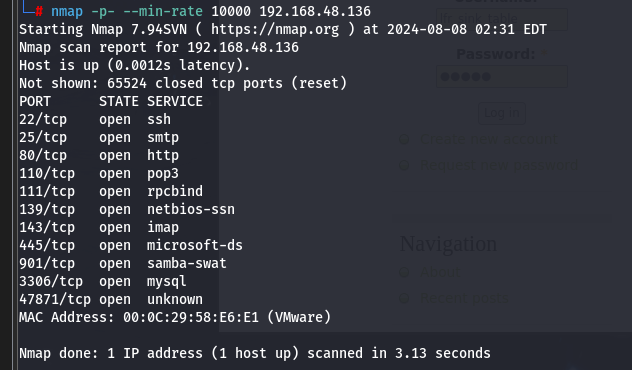 └─# nmap -p- --min-rate 10000 192.168.48.136
Starting Nmap 7.94SVN ( https://nmap.org ) at 2024-08-08 02:31 EDT
Nmap scan report for 192.168.48.136
Host is up (0.0012s latency).
Password:
Not shown: 65524 closed tcp ports (reset)
PORT      STATE SERVICE
22/tcp    open  ssh
Log in
25/tcp    open  smtp
80/tcp    open  http
Create new account
110/tcp   open  pop3
Request new password
111/tcp   open  rpcbind
139/tcp   open  netbios-ssn
143/tcp   open  imap
445/tcp   open  microsoft-ds
Navigation
901/tcp   open  samba-swat
3306/tcp  open  mysql
47871/tcp open  unknown
MAC Address: 00:0C:29:58:E6:E1 (VMware)
Nmap done: 1 IP address (1 host up) scanned in 3.13 seconds